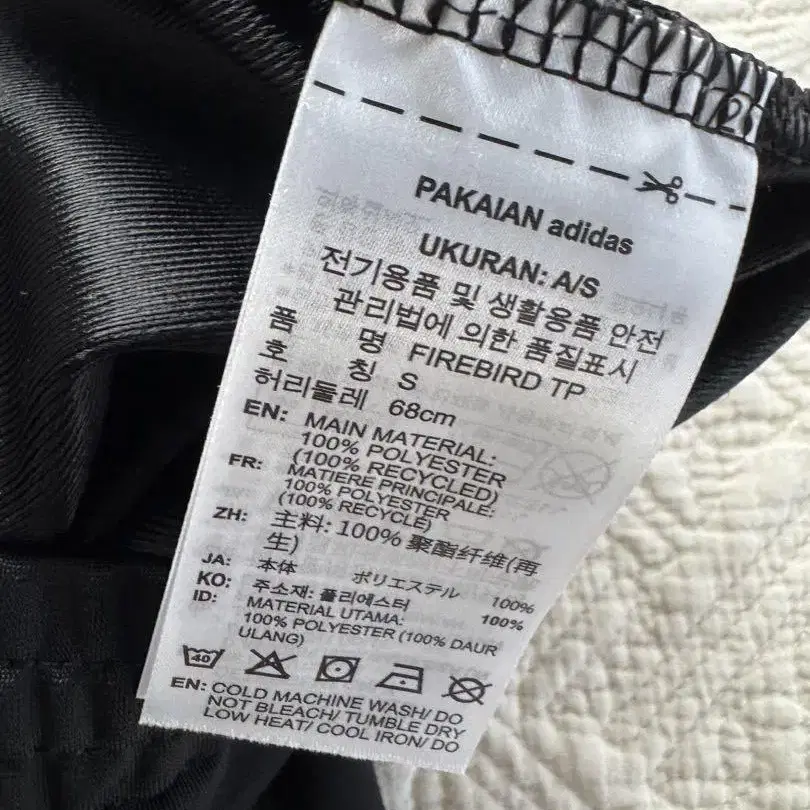 2
PAKAIAN adidas
UKURAN: A/S
전기용품 및 생활용품 안전
관리법에 의한 품질표시
품 명 FIREBIRD TP
호 칭 S
허리둘레 68cm
EN: MAIN MATERIAL:
100% POLYESTER
(100% RECYCLED)
FR: MATIERE PRINCIPALE:
100% POLYESTER
(100% RECYCLE)
ZH: 主料: 100% 聚酯纤维(再
生)
JA: 本体 ポリエステル 100%
KO: 주소재: 폴리에스터 100%
ID: MATERIAL UTAMA:
100% POLYESTER (100% DAUR
ULANG)
40
EN: COLD MACHINE WASH/ DO
NOT BLEACH/ TUMBLE DRY
LOW HEAT/ COOL IRON/ DO